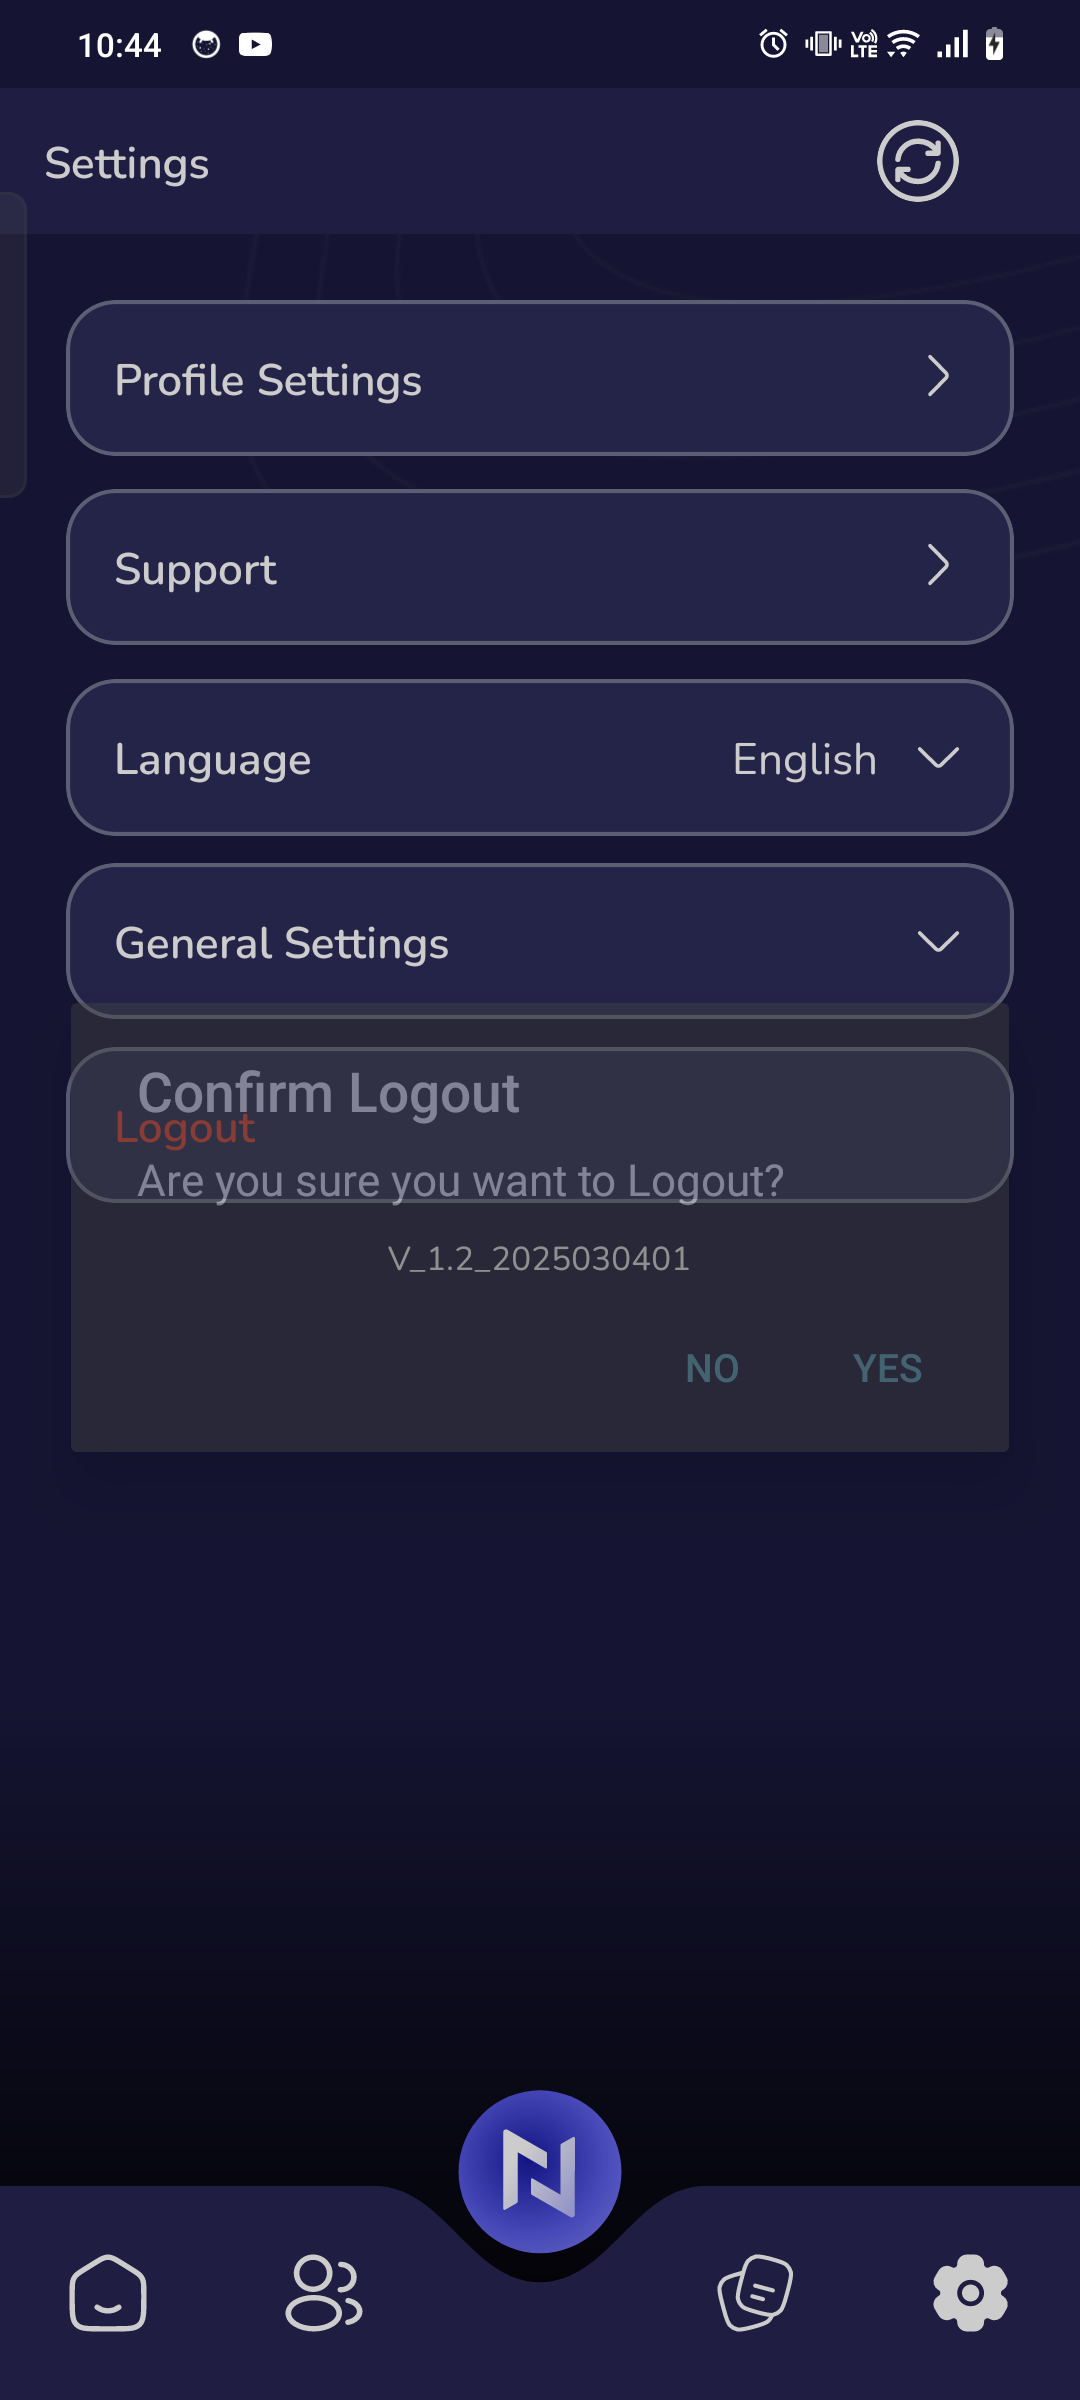 10:44
VoLTE
Settings
Profile Settings
Support
Language English
General Settings
Confirm Logout
Logout
Are you sure you want to Logout?
V_1.2_2025030401
NO YES